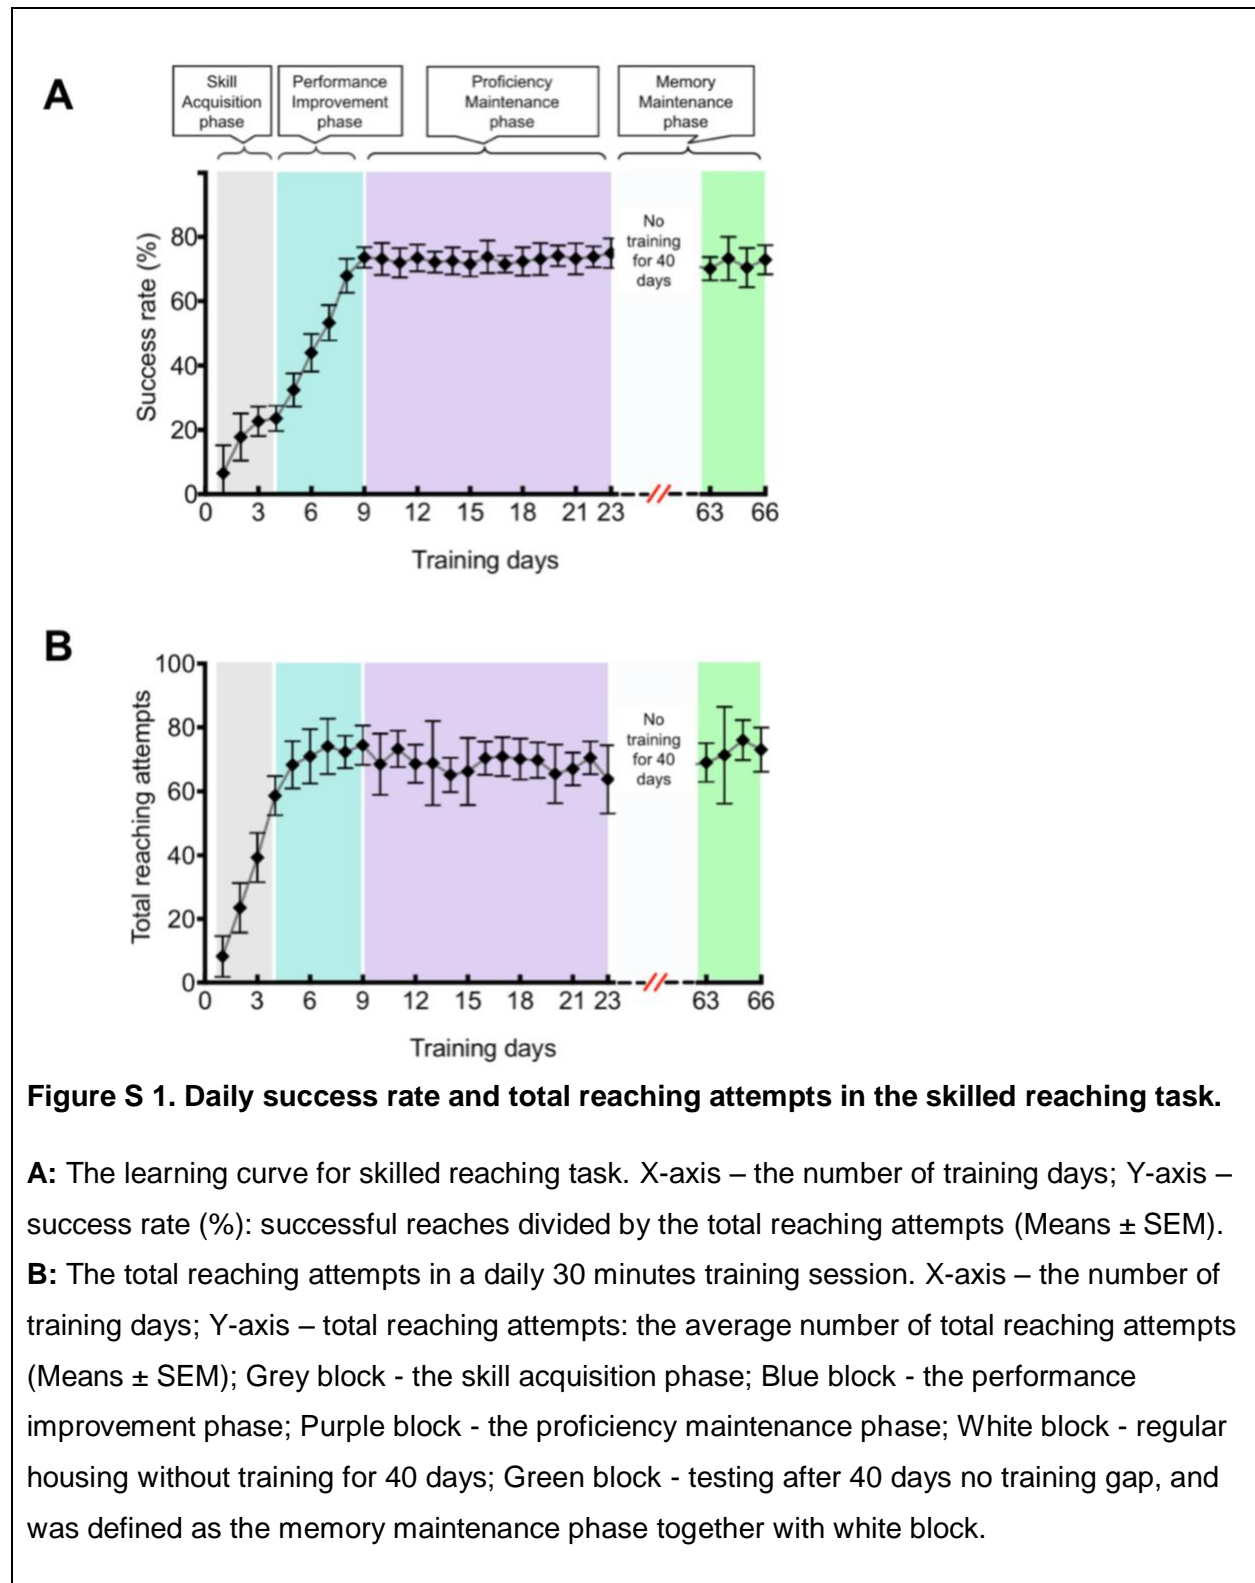 A
Skill
Acquisition
phase
Performance
Improvement
phase
Proficiency
Maintenance
phase
Memory
Maintenance
phase
Success rate (%)
80
60
40
20
0
No
training
for 40
days
0 3 6 9 12 15 18 21 23 63 66
Training days
B
Total reaching attempts
100
80
60
40
20
0
No
training
for 40
days
0 3 6 9 12 15 18 21 23 63 66
Training days
Figure S 1. Daily success rate and total reaching attempts in the skilled reaching task.
A: The learning curve for skilled reaching task. X-axis – the number of training days; Y-axis –
success rate (%): successful reaches divided by the total reaching attempts (Means ± SEM).
B: The total reaching attempts in a daily 30 minutes training session. X-axis – the number of
training days; Y-axis – total reaching attempts: the average number of total reaching attempts
(Means ± SEM); Grey block - the skill acquisition phase; Blue block - the performance
improvement phase; Purple block - the proficiency maintenance phase; White block - regular
housing without training for 40 days; Green block - testing after 40 days no training gap, and
was defined as the memory maintenance phase together with white block.